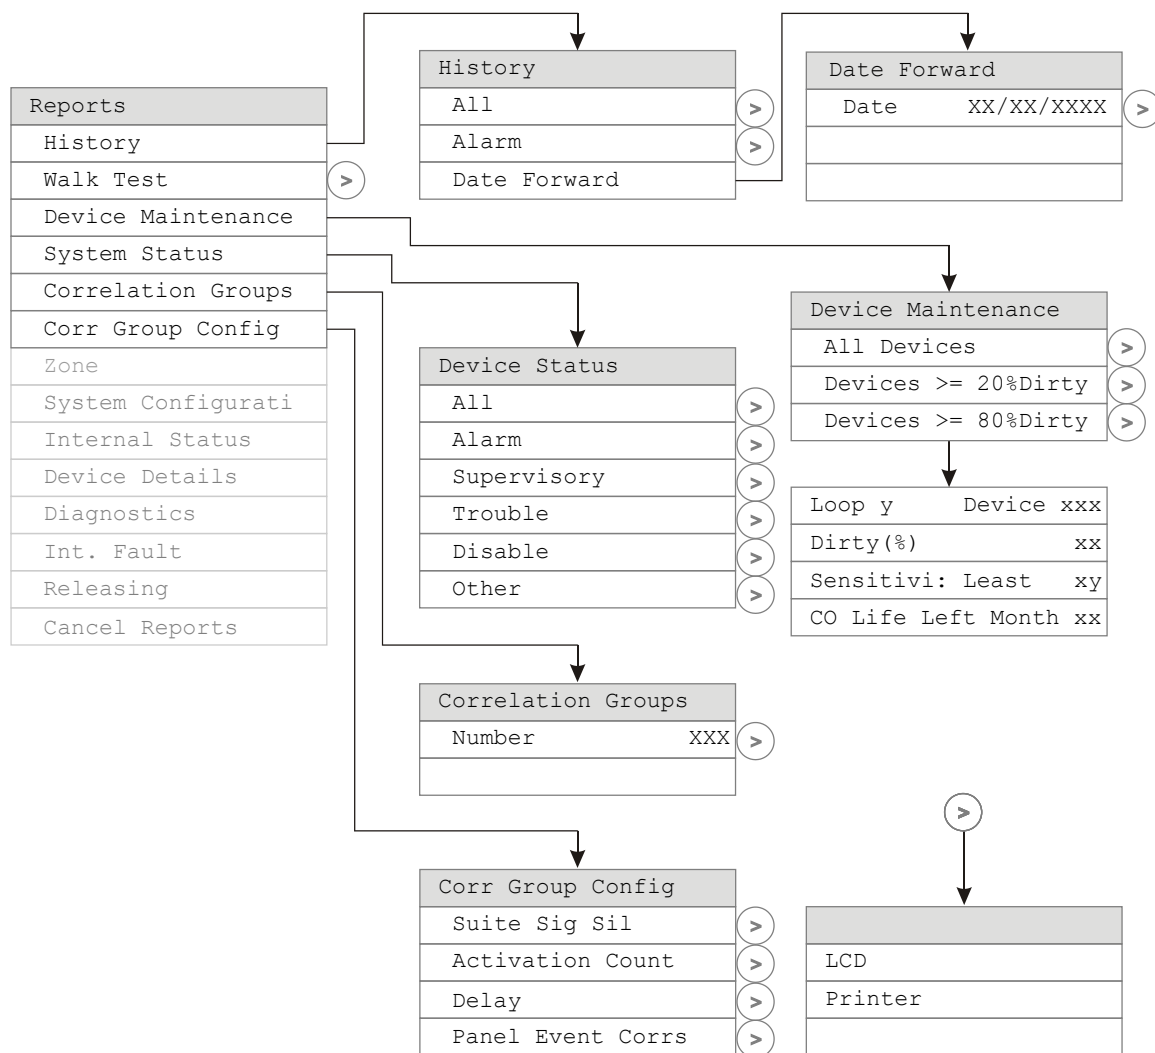 Reports
History
Walk Test >
Device Maintenance
System Status
Correlation Groups
Corr Group Config
Zone
System Configurati
Internal Status
Device Details
Diagnostics
Int. Fault
Releasing
Cancel Reports
History
All >
Alarm >
Date Forward
Date Forward
Date XX/XX/XXXX >
Device Maintenance
All Devices >
Devices >= 20%Dirty >
Devices >= 80%Dirty >
Loop y Device xxx
Dirty(%) xx
Sensitivi: Least xy
CO Life Left Month xx
Device Status
All >
Alarm >
Supervisory >
Trouble >
Disable >
Other >
Correlation Groups
Number XXX >
Corr Group Config
Suite Sig Sil >
Activation Count >
Delay >
Panel Event Corrs >
>
LCD
Printer